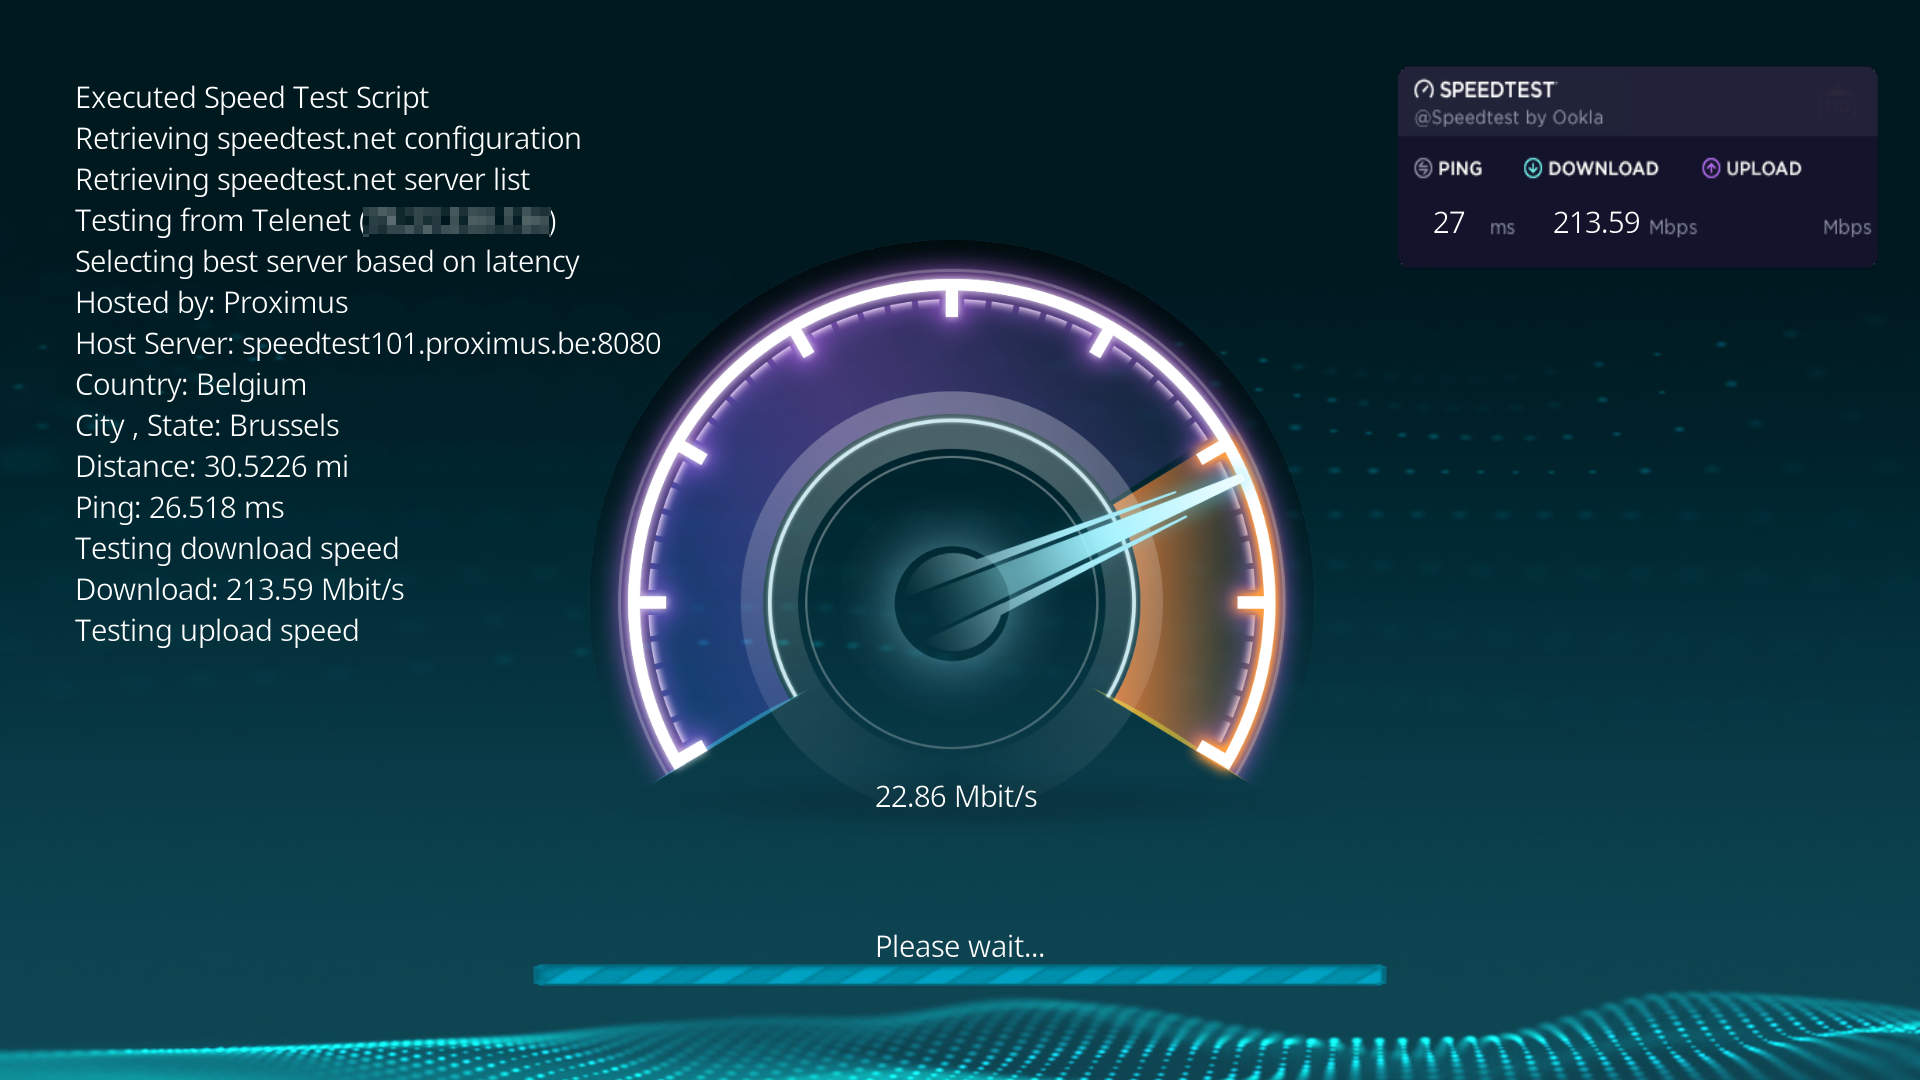 Executed Speed Test Script
Retrieving speedtest.net configuration
Retrieving speedtest.net server list
Testing from Telenet ( )
Selecting best server based on latency
Hosted by: Proximus
Host Server: speedtest101.proximus.be:8080
Country: Belgium
City , State: Brussels
Distance: 30.5226 mi
Ping: 26.518 ms
Testing download speed
Download: 213.59 Mbit/s
Testing upload speed
SPEEDTEST
@Speedtest by Ookla
PING DOWNLOAD UPLOAD
27 ms 213.59 Mbps Mbps
22.86 Mbit/s
Please wait...